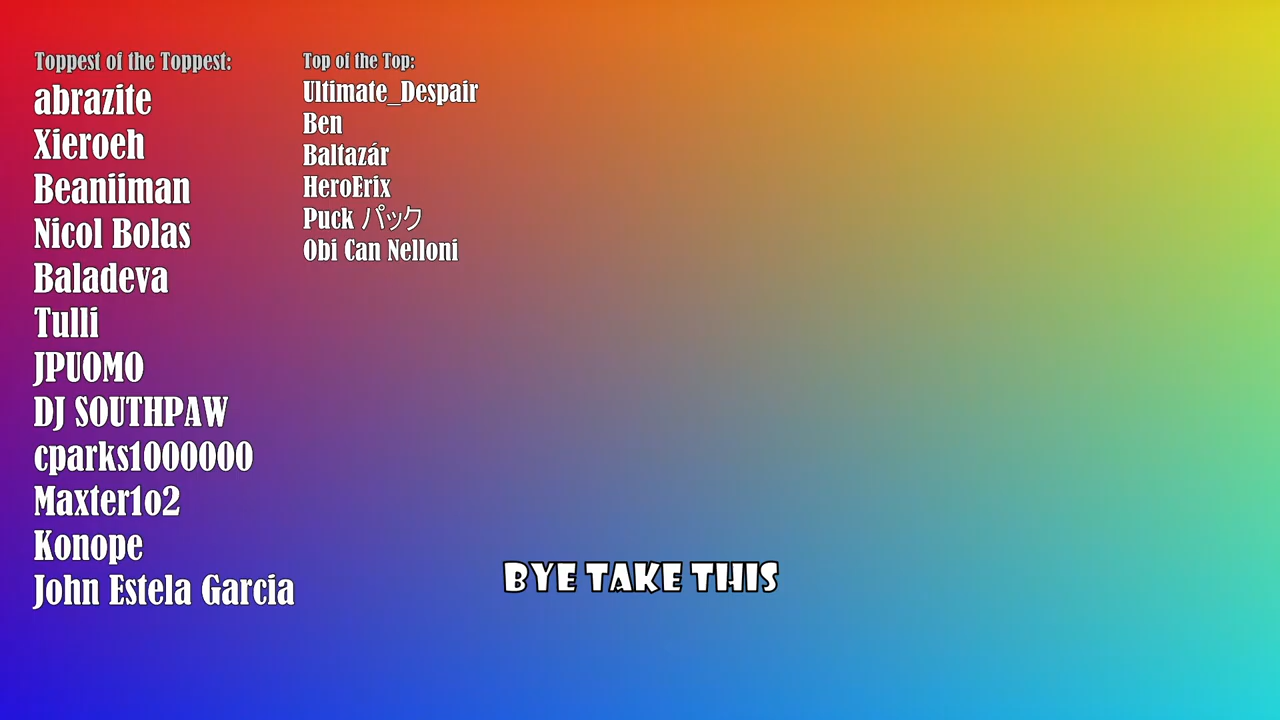 Toppest of the Toppest:
abrazite
Xieroeh
Beaniiman
Nicol Bolas
Baladeva
Tulli
JPUOMO
DJ SOUTHPAW
cparks1000000
Maxter1o2
Konope
John Estela Garcia
Top of the Top:
Ultimate_Despair
Ben
Baltazár
HeroErix
Puck パック
Obi Can Nelloni
BYE TAKE THIS